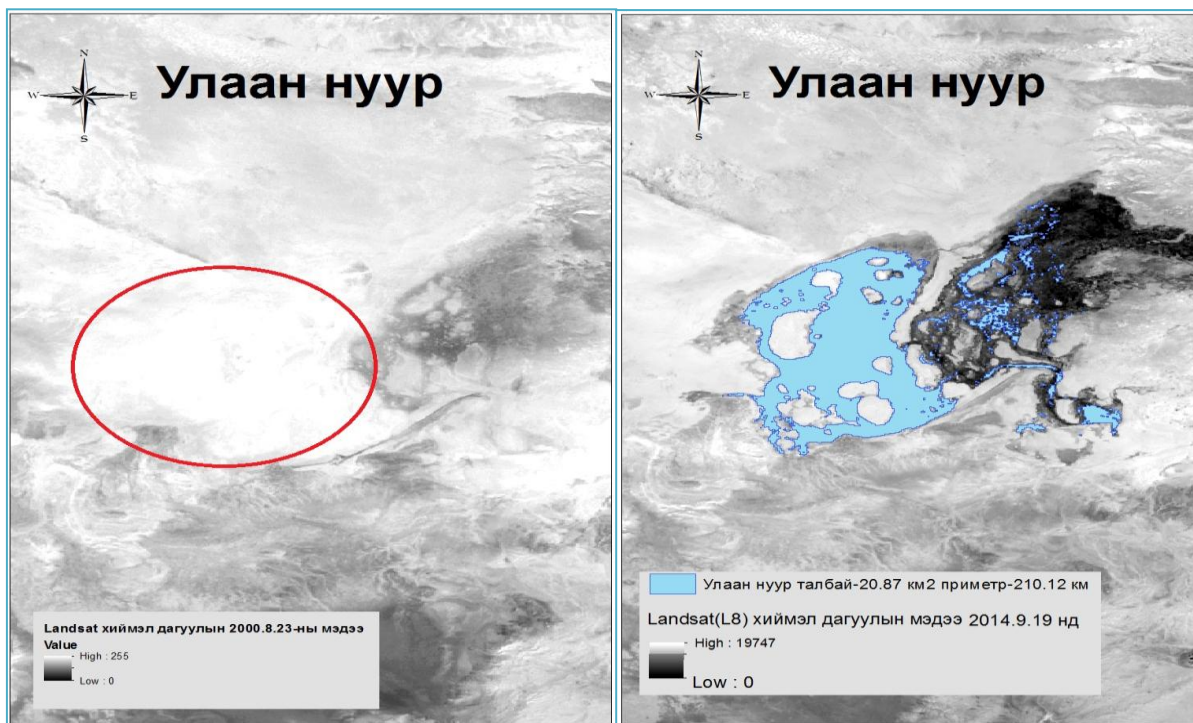 N
Улаан нуур
W E
S
Landsat хиймэл дагуулын 2000.8.23-ны мэдээ
Value
High : 255
Low : 0
N
Улаан нуур
W E
S
Улаан нуур талбай-20.87 км2 приметр-210.12 км
Landsat(L8) хиймэл дагуулын мэдээ 2014.9.19 нд
High : 19747
Low : 0